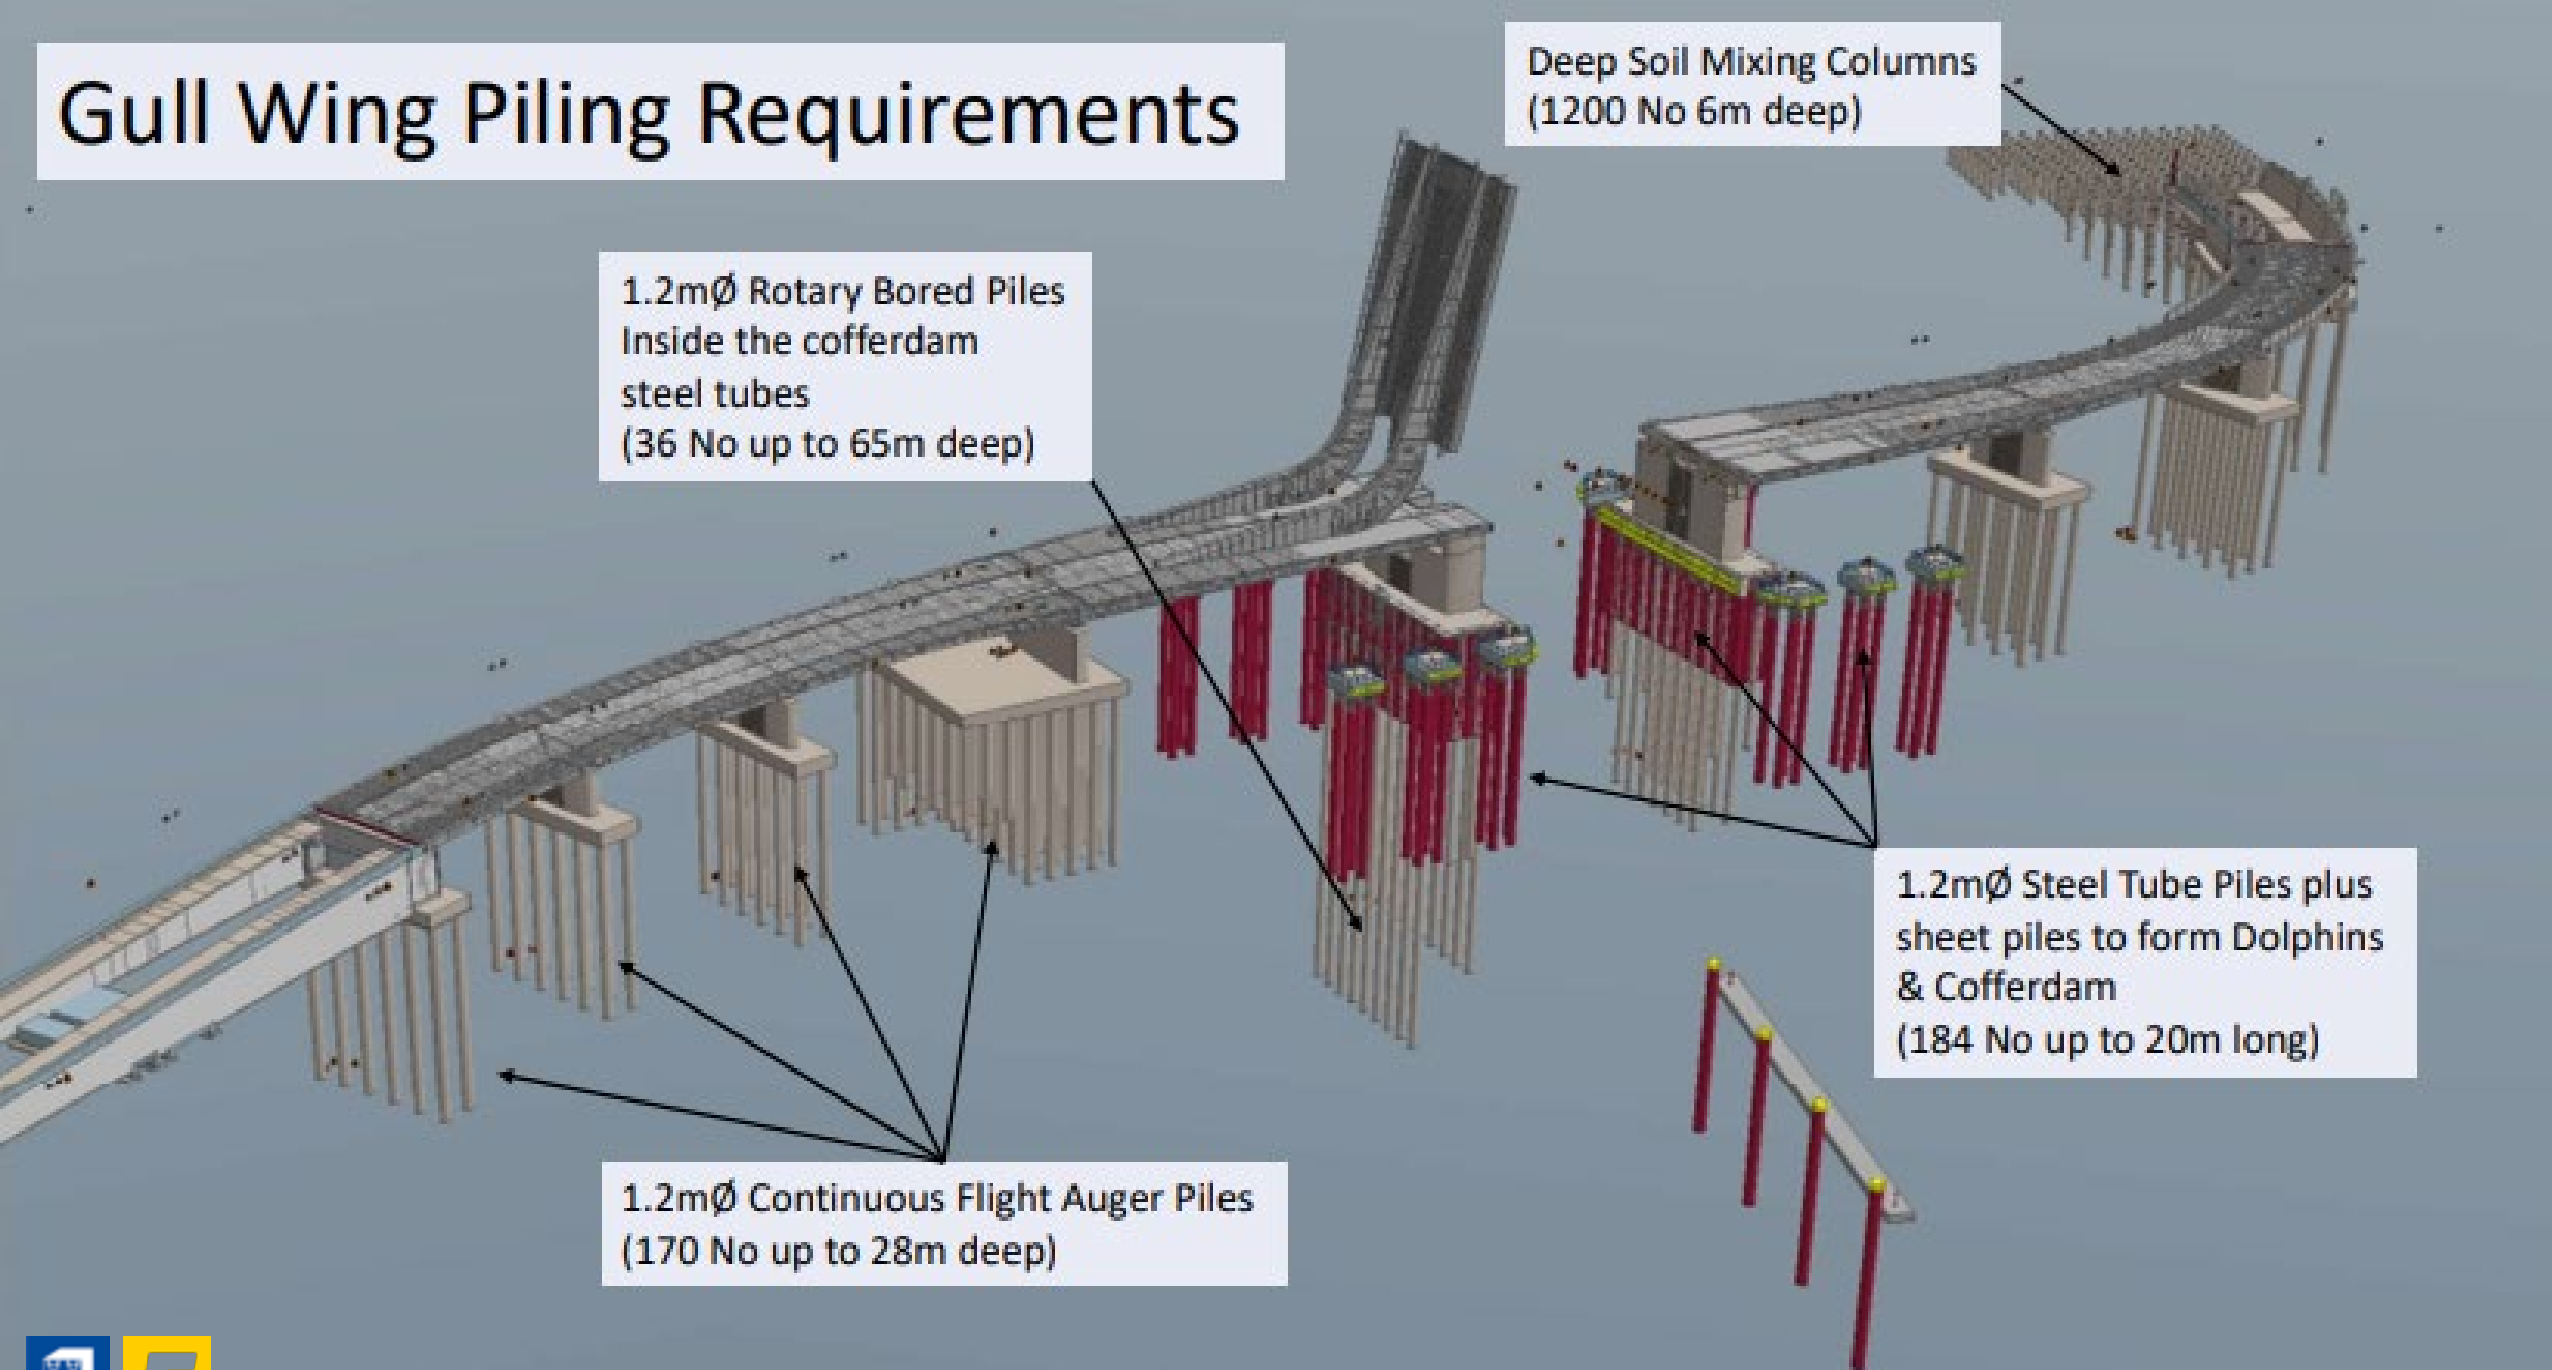 Gull Wing Piling Requirements
Deep Soil Mixing Columns
(1200 No 6m deep)
1.2mØ Rotary Bored Piles
Inside the cofferdam
steel tubes
(36 No up to 65m deep)
1.2mØ Steel Tube Piles plus
sheet piles to form Dolphins
& Cofferdam
(184 No up to 20m long)
1.2mØ Continuous Flight Auger Piles
(170 No up to 28m deep)